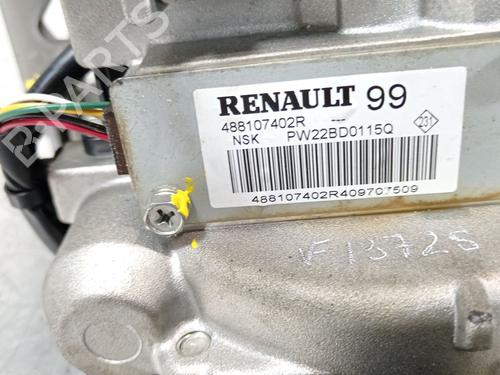 B-PARTS
RENAULT 99
488107402R ---
NSK PW22BD0115Q
231
488107402R409707509
VF13728